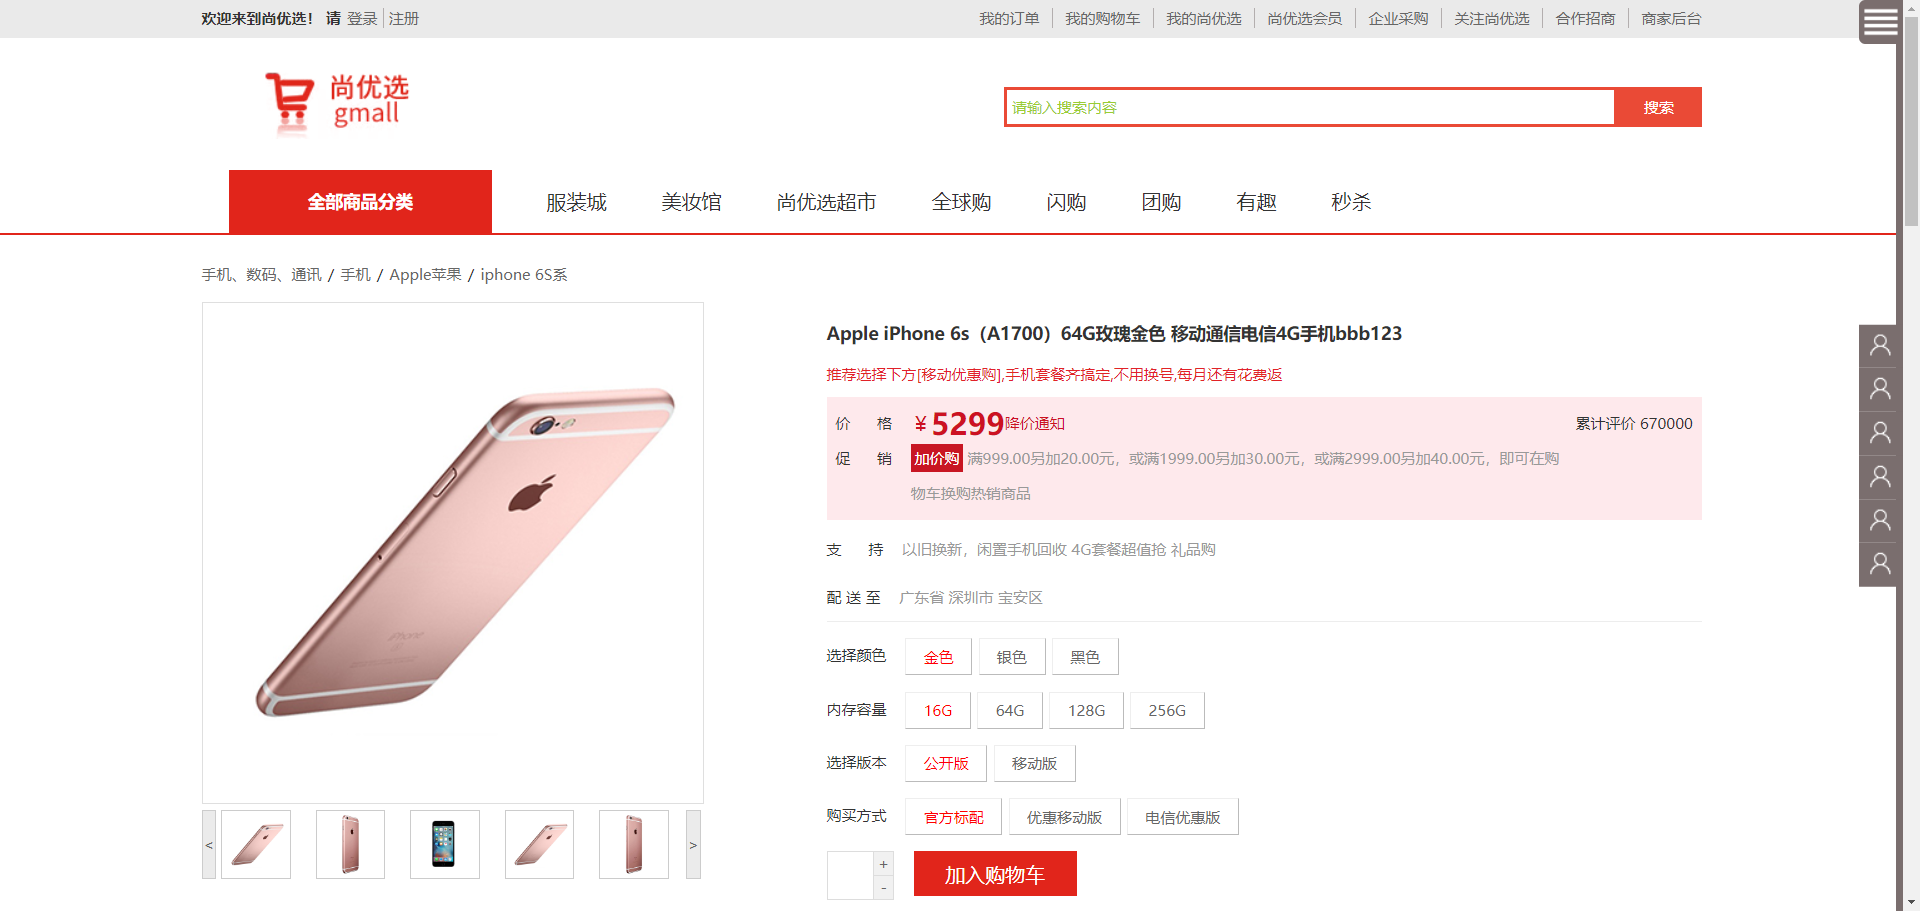 欢迎来到尚优选! 请 登录 注册
我的订单 我的购物车 我的尚优选 尚优选会员 企业采购 关注尚优选 合作招商 商家后台
尚优选
gmall
请输入搜索内容 搜索
全部商品分类 服装城 美妆馆 尚优选超市 全球购 闪购 团购 有趣 秒杀
手机、数码、通讯 / 手机 / Apple苹果 / iphone 6S系
Apple iPhone 6s（A1700）64G玫瑰金色 移动通信电信4G手机bbb123
推荐选择下方[移动优惠购],手机套餐齐搞定,不用换号,每月还有花费返
价 格 ¥ 5299 降价通知 累计评价 670000
促 销 加价购 满999.00另加20.00元，或满1999.00另加30.00元，或满2999.00另加40.00元，即可在购
物车换购热销商品
支 持 以旧换新，闲置手机回收 4G套餐超值抢 礼品购
配 送 至 广东省 深圳市 宝安区
选择颜色 金色 银色 黑色
内存容量 16G 64G 128G 256G
选择版本 公开版 移动版
购买方式 官方标配 优惠移动版 电信优惠版
iPhone
< >
+
-
加入购物车